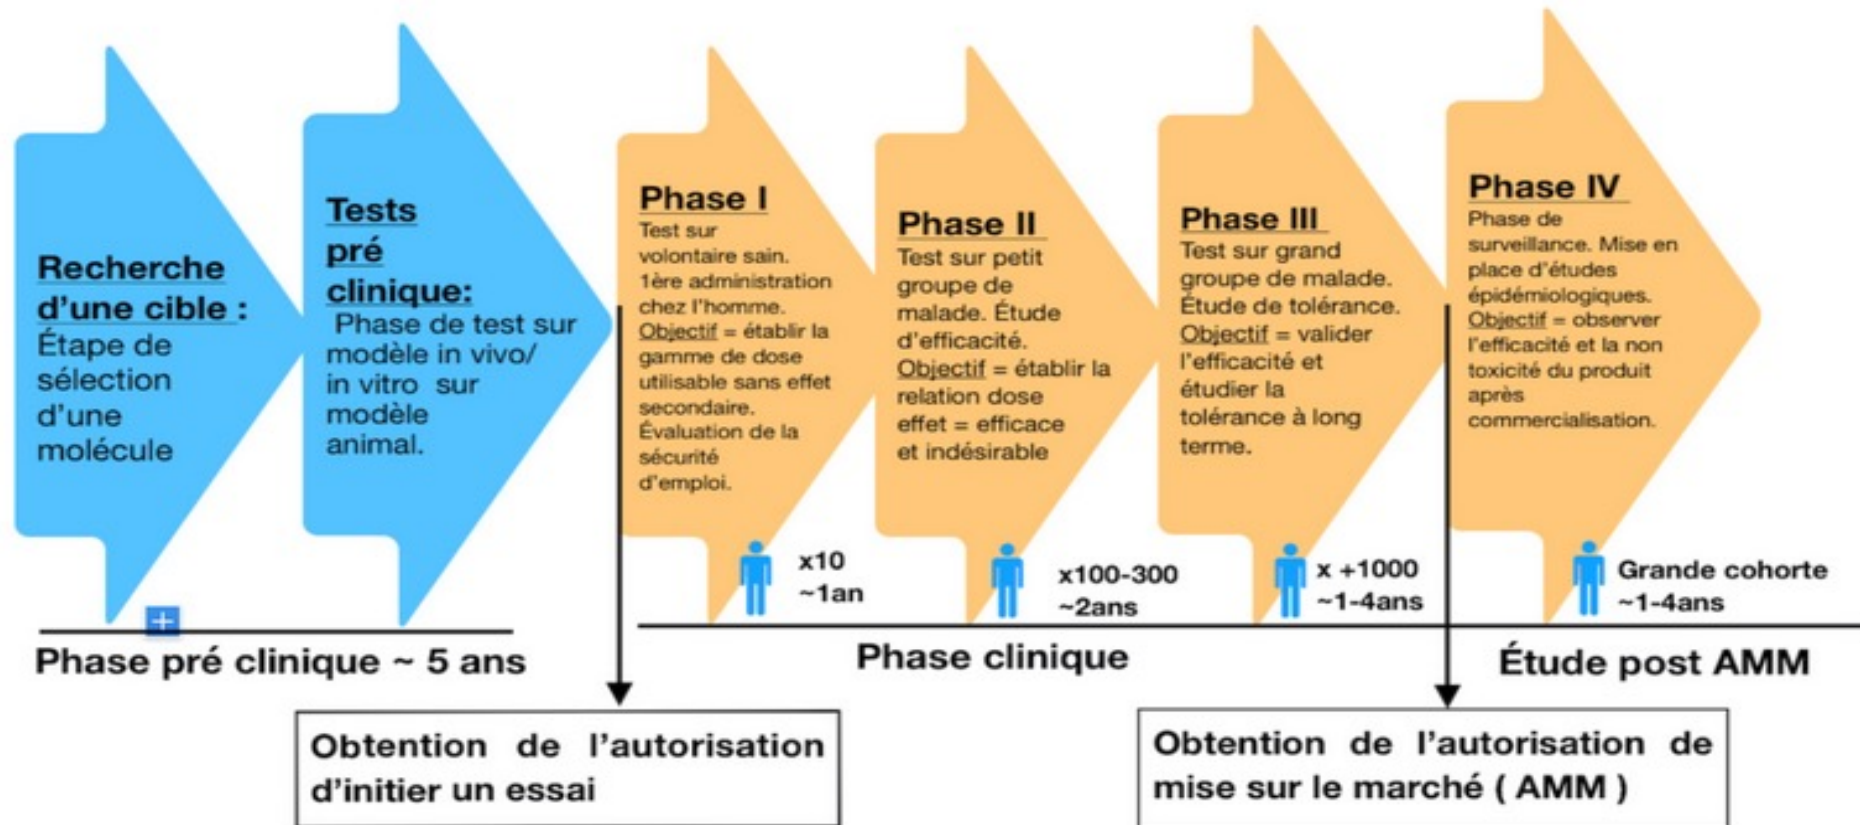 Recherche
d'une cible :
Étape de
sélection
d'une
molécule
Tests
pré
clinique:
Phase de test sur
modèle in vivo/
in vitro sur
modèle
animal.
Phase I
Test sur
volontaire sain.
1ère administration
chez l'homme.
Objectif = établir la
gamme de dose
utilisable sans effet
secondaire.
Évaluation de la
sécurité
d'emploi.
Phase II
Test sur petit
groupe de
malade. Étude
d'efficacité.
Objectif = établir la
relation dose
effet = efficace
et indésirable
Phase III
Test sur grand
groupe de malade.
Étude de tolérance.
Objectif = valider
l'efficacité et
étudier la
tolérance à long
terme.
Phase IV
Phase de
surveillance. Mise en
place d'études
épidémiologiques.
Objectif = observer
l'efficacité et la non
toxicité du produit
après
commercialisation.
x10
~1an
x100-300
~2ans
x +1000
~1-4ans
Grande cohorte
~1-4ans
Phase pré clinique ~ 5 ans
Phase clinique
Étude post AMM
Obtention de l'autorisation
d'initier un essai
Obtention de l'autorisation de
mise sur le marché ( AMM )